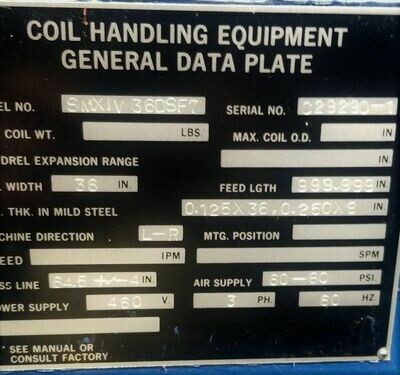 COIL HANDLING EQUIPMENT
GENERAL DATA PLATE
EL NO. SMXIV 36DSF7 SERIAL NO. C29290-1
COIL WT. LBS. MAX. COIL O.D. IN
DREL EXPANSION RANGE IN
WIDTH 36 IN. FEED LGTH 999.999 IN
. THK. IN MILD STEEL 0.125X36,0.250X9 IN
CHINE DIRECTION L-R MTG. POSITION
EED IPM SPM
SS LINE +/-4 IN. AIR SUPPLY 60-80 PSI.
OWER SUPPLY 460 V. 3 PH. 60 HZ.
SEE MANUAL OR
CONSULT FACTORY